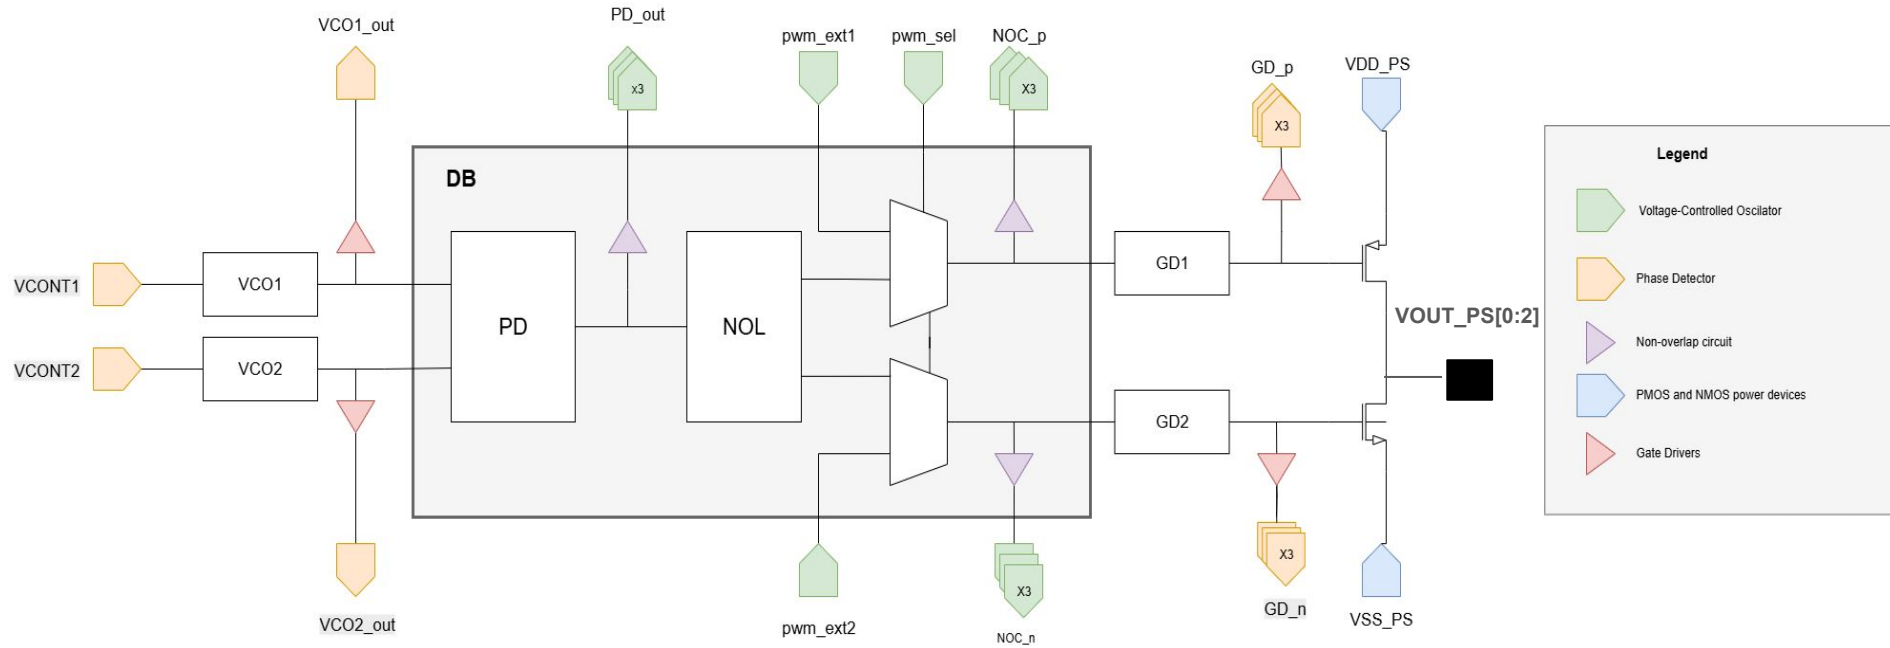 VCO1_out
PD_out
pwm_ext1
pwm_sel
NOC_p
GD_p
VDD_PS
x3
X3
X3
Legend
DB
Voltage-Controlled Oscilator
VCONT1
VCO1
PD
NOL
GD1
Phase Detector
VOUT_PS[0:2]
Non-overlap circuit
VCONT2
VCO2
PMOS and NMOS power devices
GD2
Gate Drivers
X3
X3
VCO2_out
pwm_ext2
NOC_n
GD_n
VSS_PS